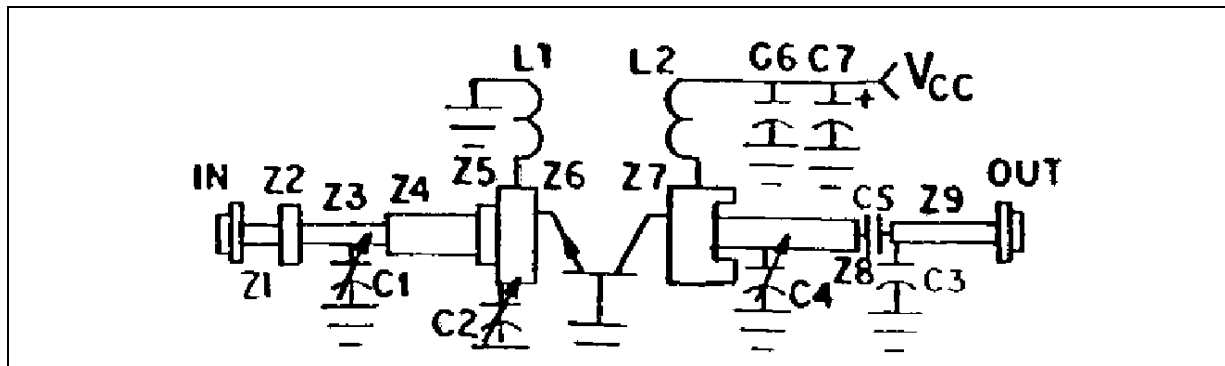 L1 L2 C6 C7 + VCC
IN Z2 Z3 Z4 Z5 Z6 Z7 C5 Z9 OUT
Z1 C1 C2 C4 Z8 C3